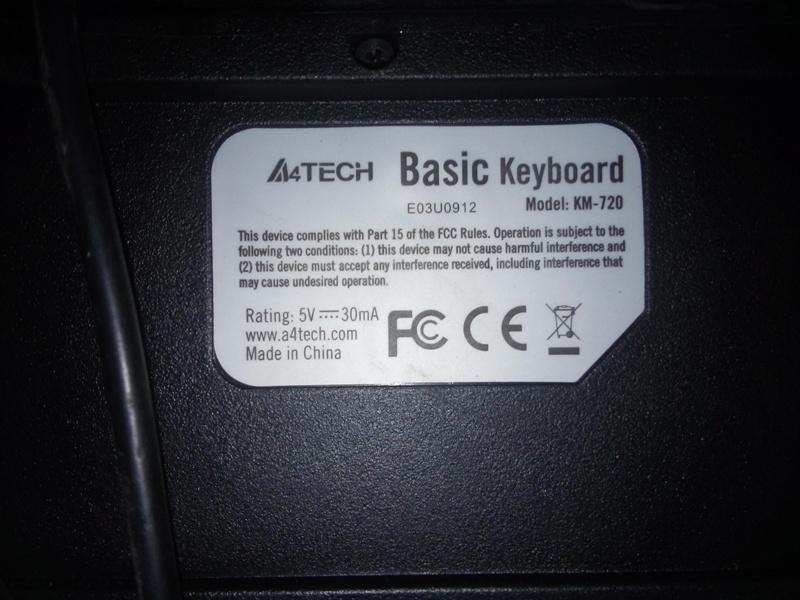 A4TECH Basic Keyboard
E03U0912 Model: KM-720
This device complies with Part 15 of the FCC Rules. Operation is subject to the
following two conditions: (1) this device may not cause harmful interference and
(2) this device must accept any interference received, including interference that
may cause undesired operation.
Rating: 5V ⎓ 30mA
www.a4tech.com
Made in China
FC CE